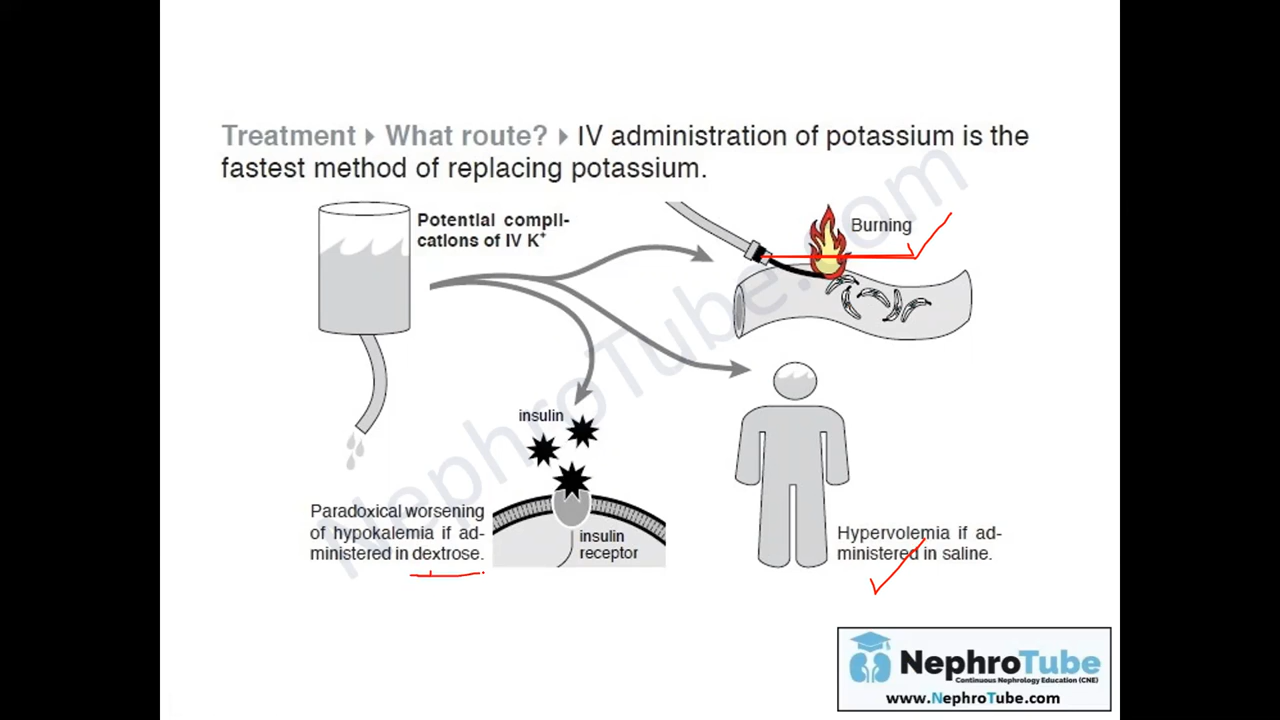 Treatment ▸ What route? ▸ IV administration of potassium is the
fastest method of replacing potassium.
Potential compli-
cations of IV K+
Burning
insulin
Paradoxical worsening
of hypokalemia if ad-
ministered in dextrose.
insulin
receptor
Hypervolemia if ad-
ministered in saline.
NephroTube.com
NephroTube
Continuous Nephrology Education (CNE)
www.NephroTube.com